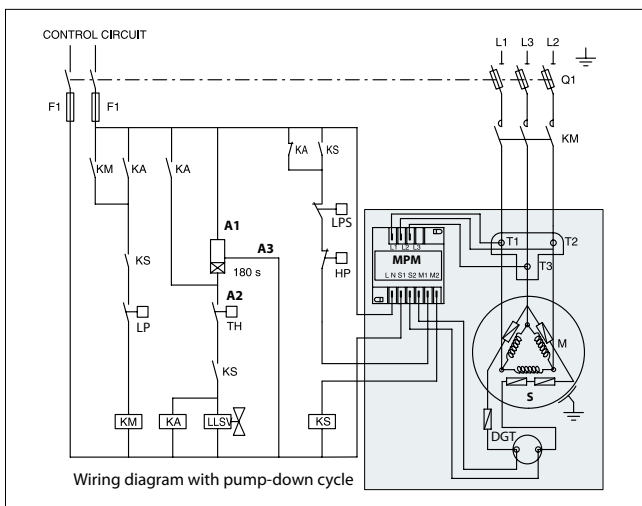 CONTROL CIRCUIT
L1 L3 L2
Q1
F1 F1
KM
KM KA KA KA KS
A1
A3
LPS
180 s
HP
KS
A2
LP
TH
KS
L1 L2 L3
MPM
L N S1 S2 M1 M2
T1 T2
T3
M
S
DGT
KM KA LLSV KS
Wiring diagram with pump-down cycle